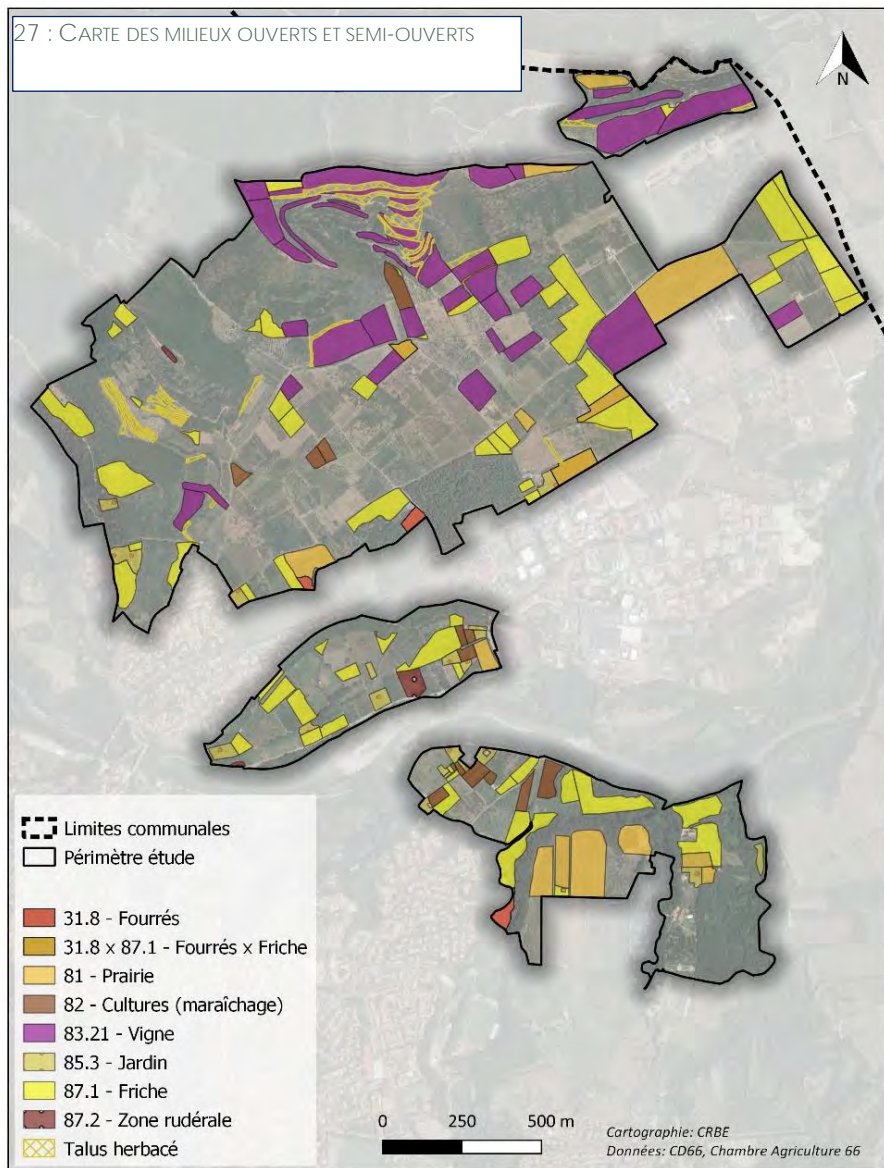 27 : CARTE DES MILIEUX OUVERTS ET SEMI-OUVERTS
N
Limites communales
Périmètre étude
31.8 - Fourrés
31.8 x 87.1 - Fourrés x Friche
81 - Prairie
82 - Cultures (maraîchage)
83.21 - Vigne
85.3 - Jardin
87.1 - Friche
87.2 - Zone rudérale
Talus herbacé
0 250 500 m
Cartographie: CRBE
Données: CD66, Chambre Agriculture 66